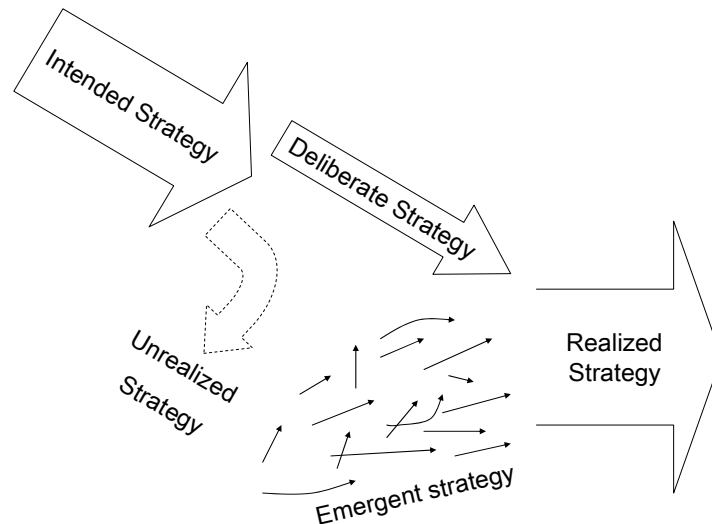 Intended Strategy
Deliberate Strategy
Unrealized
Strategy
Realized
Strategy
Emergent strategy